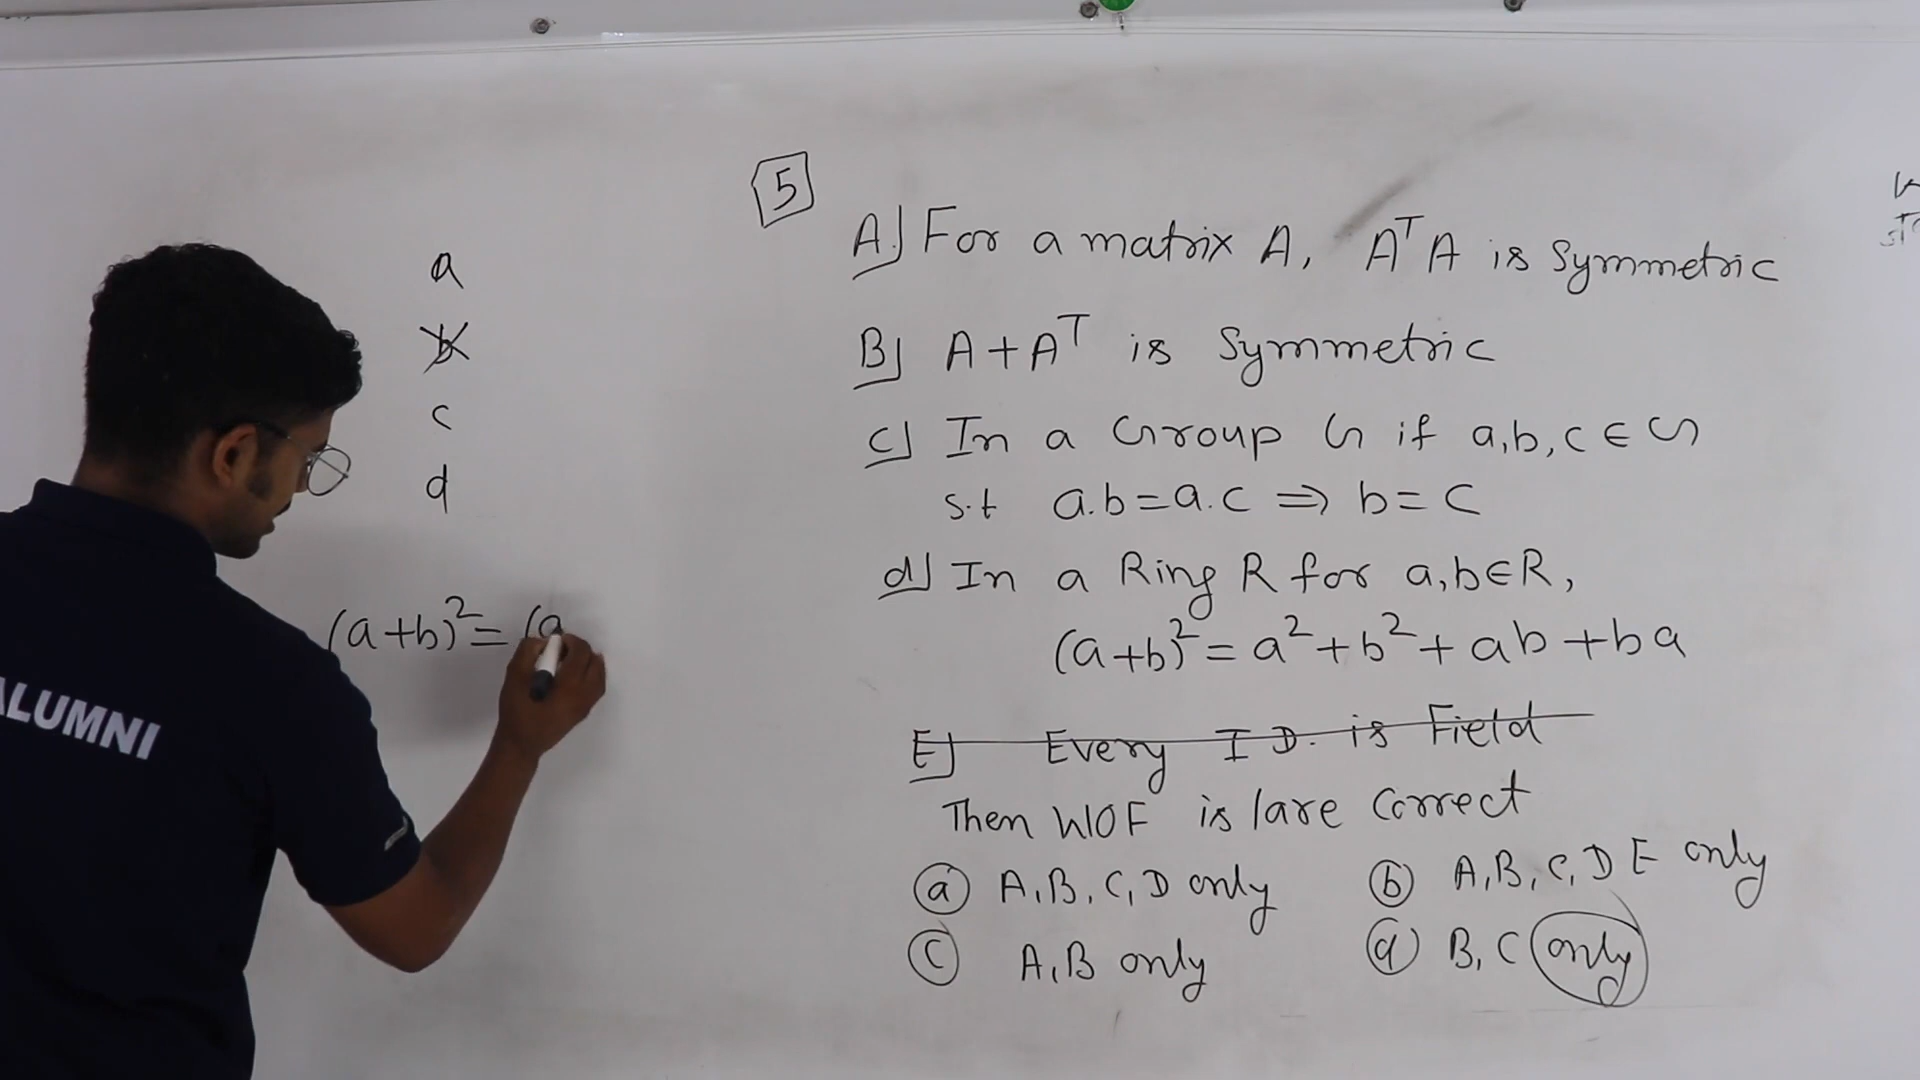 5
A) For a matrix A, AᵀA is Symmetric
B) A+Aᵀ is Symmetric
C) In a Group G if a,b,c ∈ G
s.t a.b=a.c ⇒ b=c
d) In a Ring R for a,b∈R,
(a+b)²=a²+b²+ab+ba
E) Every I D. is Field
Then WOF is/are Correct
(a) A,B,C,D only
(b) A,B,C,D E only
(c) A,B only
(d) B,C only
a
b
c
d
(a+b)²=(a
ALUMNI